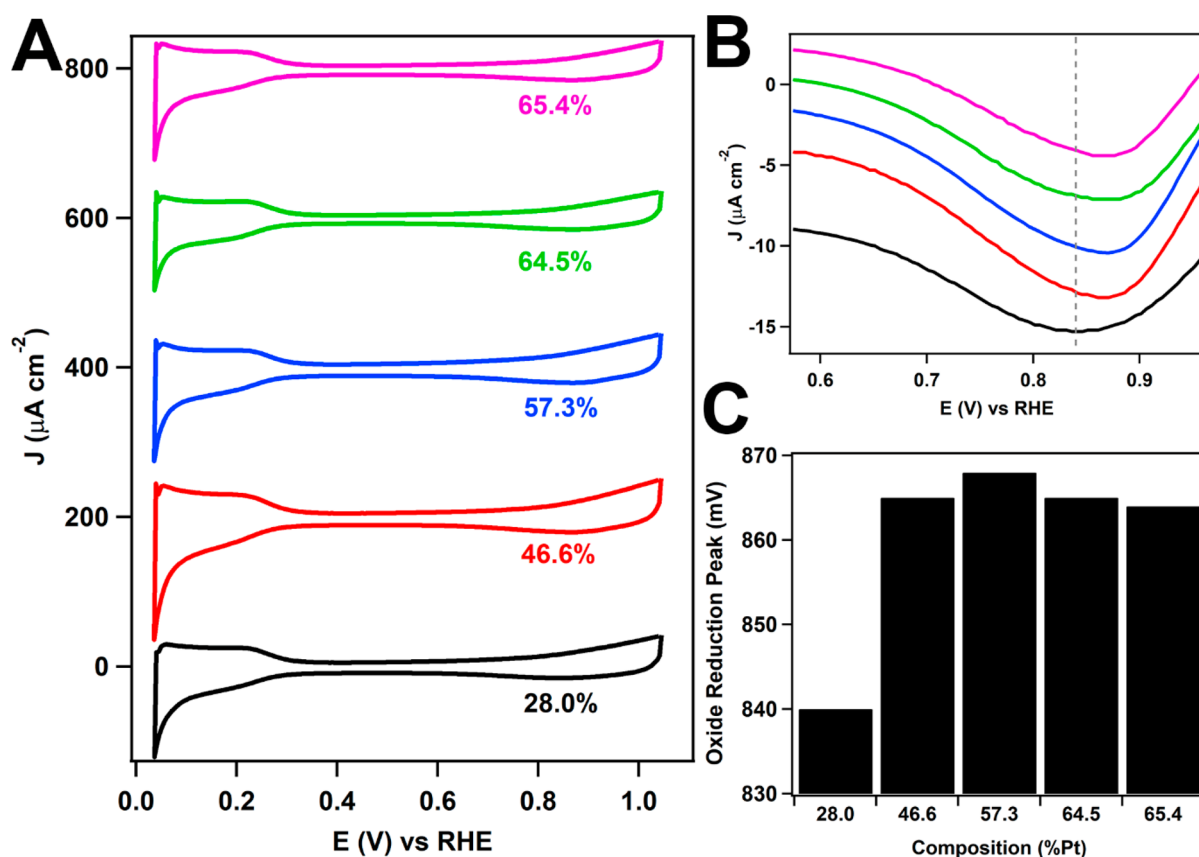 A
800
600
400
200
0
J (µA cm⁻²)
65.4%
64.5%
57.3%
46.6%
28.0%
0.0 0.2 0.4 0.6 0.8 1.0
E (V) vs RHE
B
0
-5
-10
-15
J (µA cm⁻²)
0.6 0.7 0.8 0.9
E (V) vs RHE
C
870
860
850
840
830
Oxide Reduction Peak (mV)
28.0 46.6 57.3 64.5 65.4
Composition (%Pt)